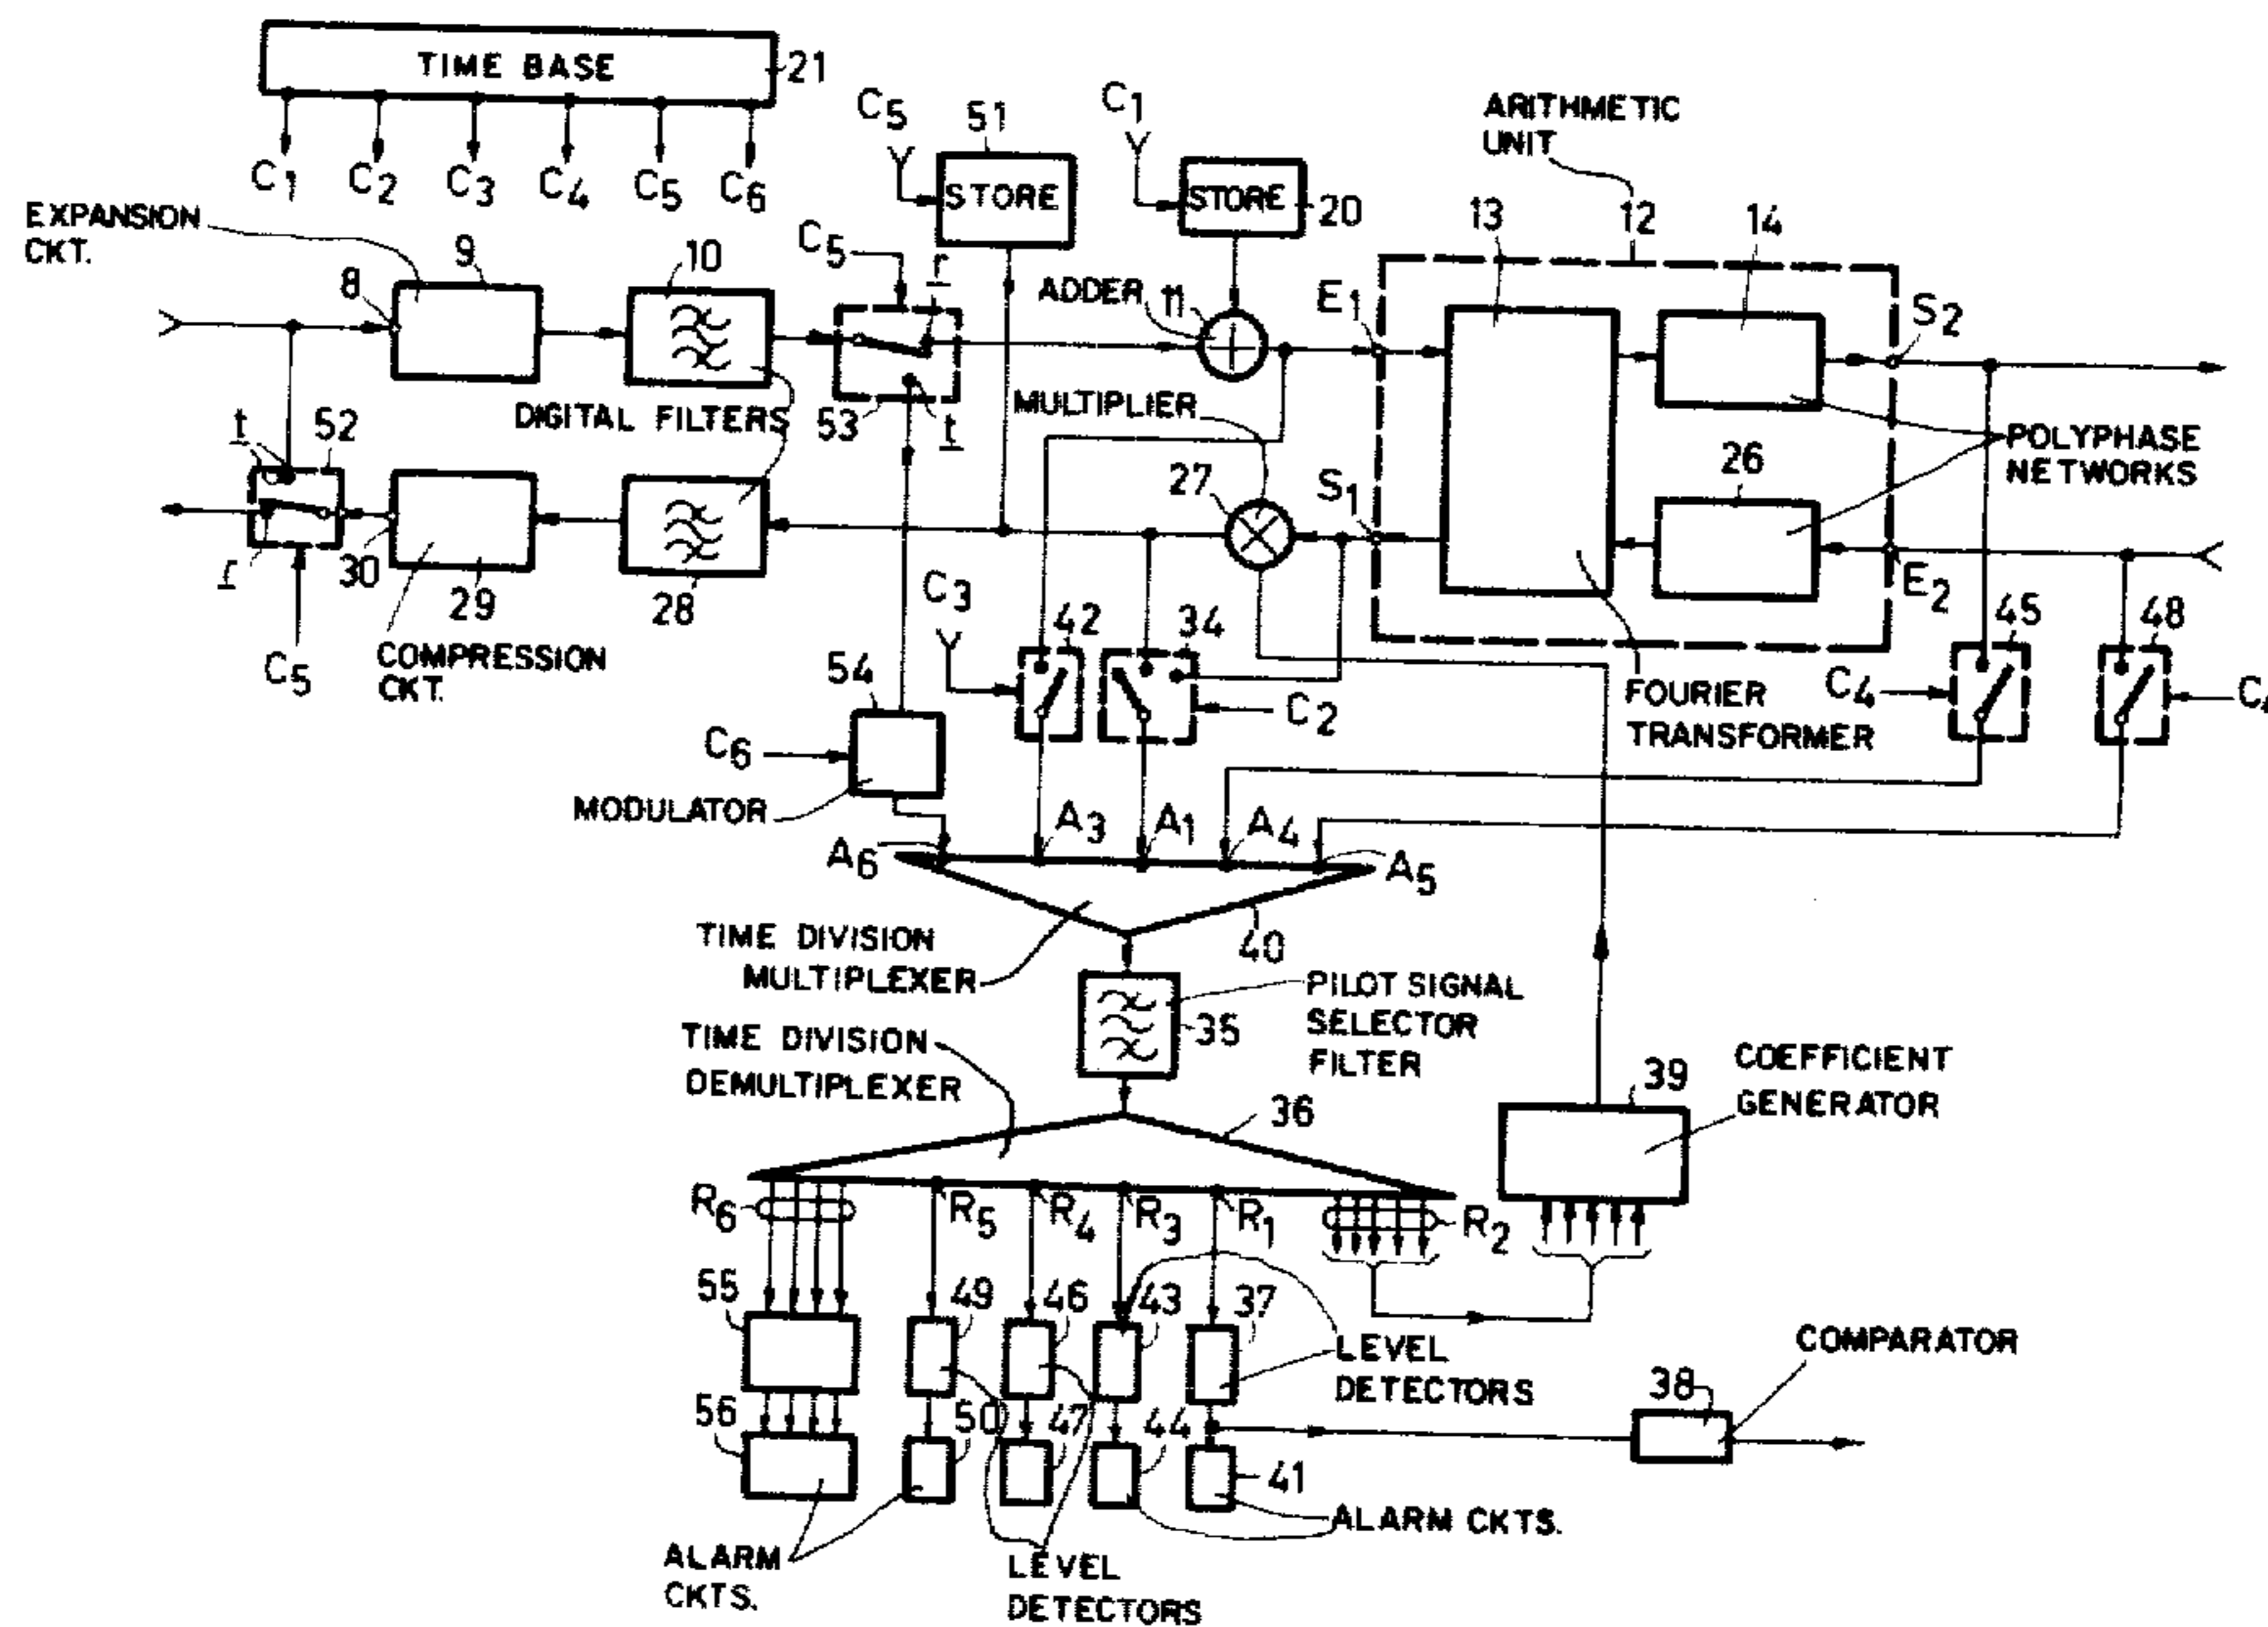 TIME BASE
21
C1 C2 C3 C4 C5 C6
C5
51
STORE
C1
STORE
20
ARITHMETIC
UNIT
12
EXPANSION
CKT.
8
9
10
C5
r
ADDER
11
E1
13
14
S2
DIGITAL FILTERS
53
t
MULTIPLIER
t
52
27
S1
26
POLYPHASE
NETWORKS
r
30
29
28
C5
COMPRESSION
CKT.
C3
42
34
E2
45
48
54
C6
C2
FOURIER
TRANSFORMER
C4
MODULATOR
A6
A3
A1
A4
A5
TIME DIVISION
MULTIPLEXER
40
PILOT SIGNAL
SELECTOR
FILTER
35
TIME DIVISION
DEMULTIPLEXER
36
39
COEFFICIENT
GENERATOR
R6
R5
R4
R3
R1
R2
55
49
46
43
37
LEVEL
DETECTORS
COMPARATOR
38
56
50
47
44
41
ALARM CKTS.
ALARM
CKTS.
LEVEL
DETECTORS